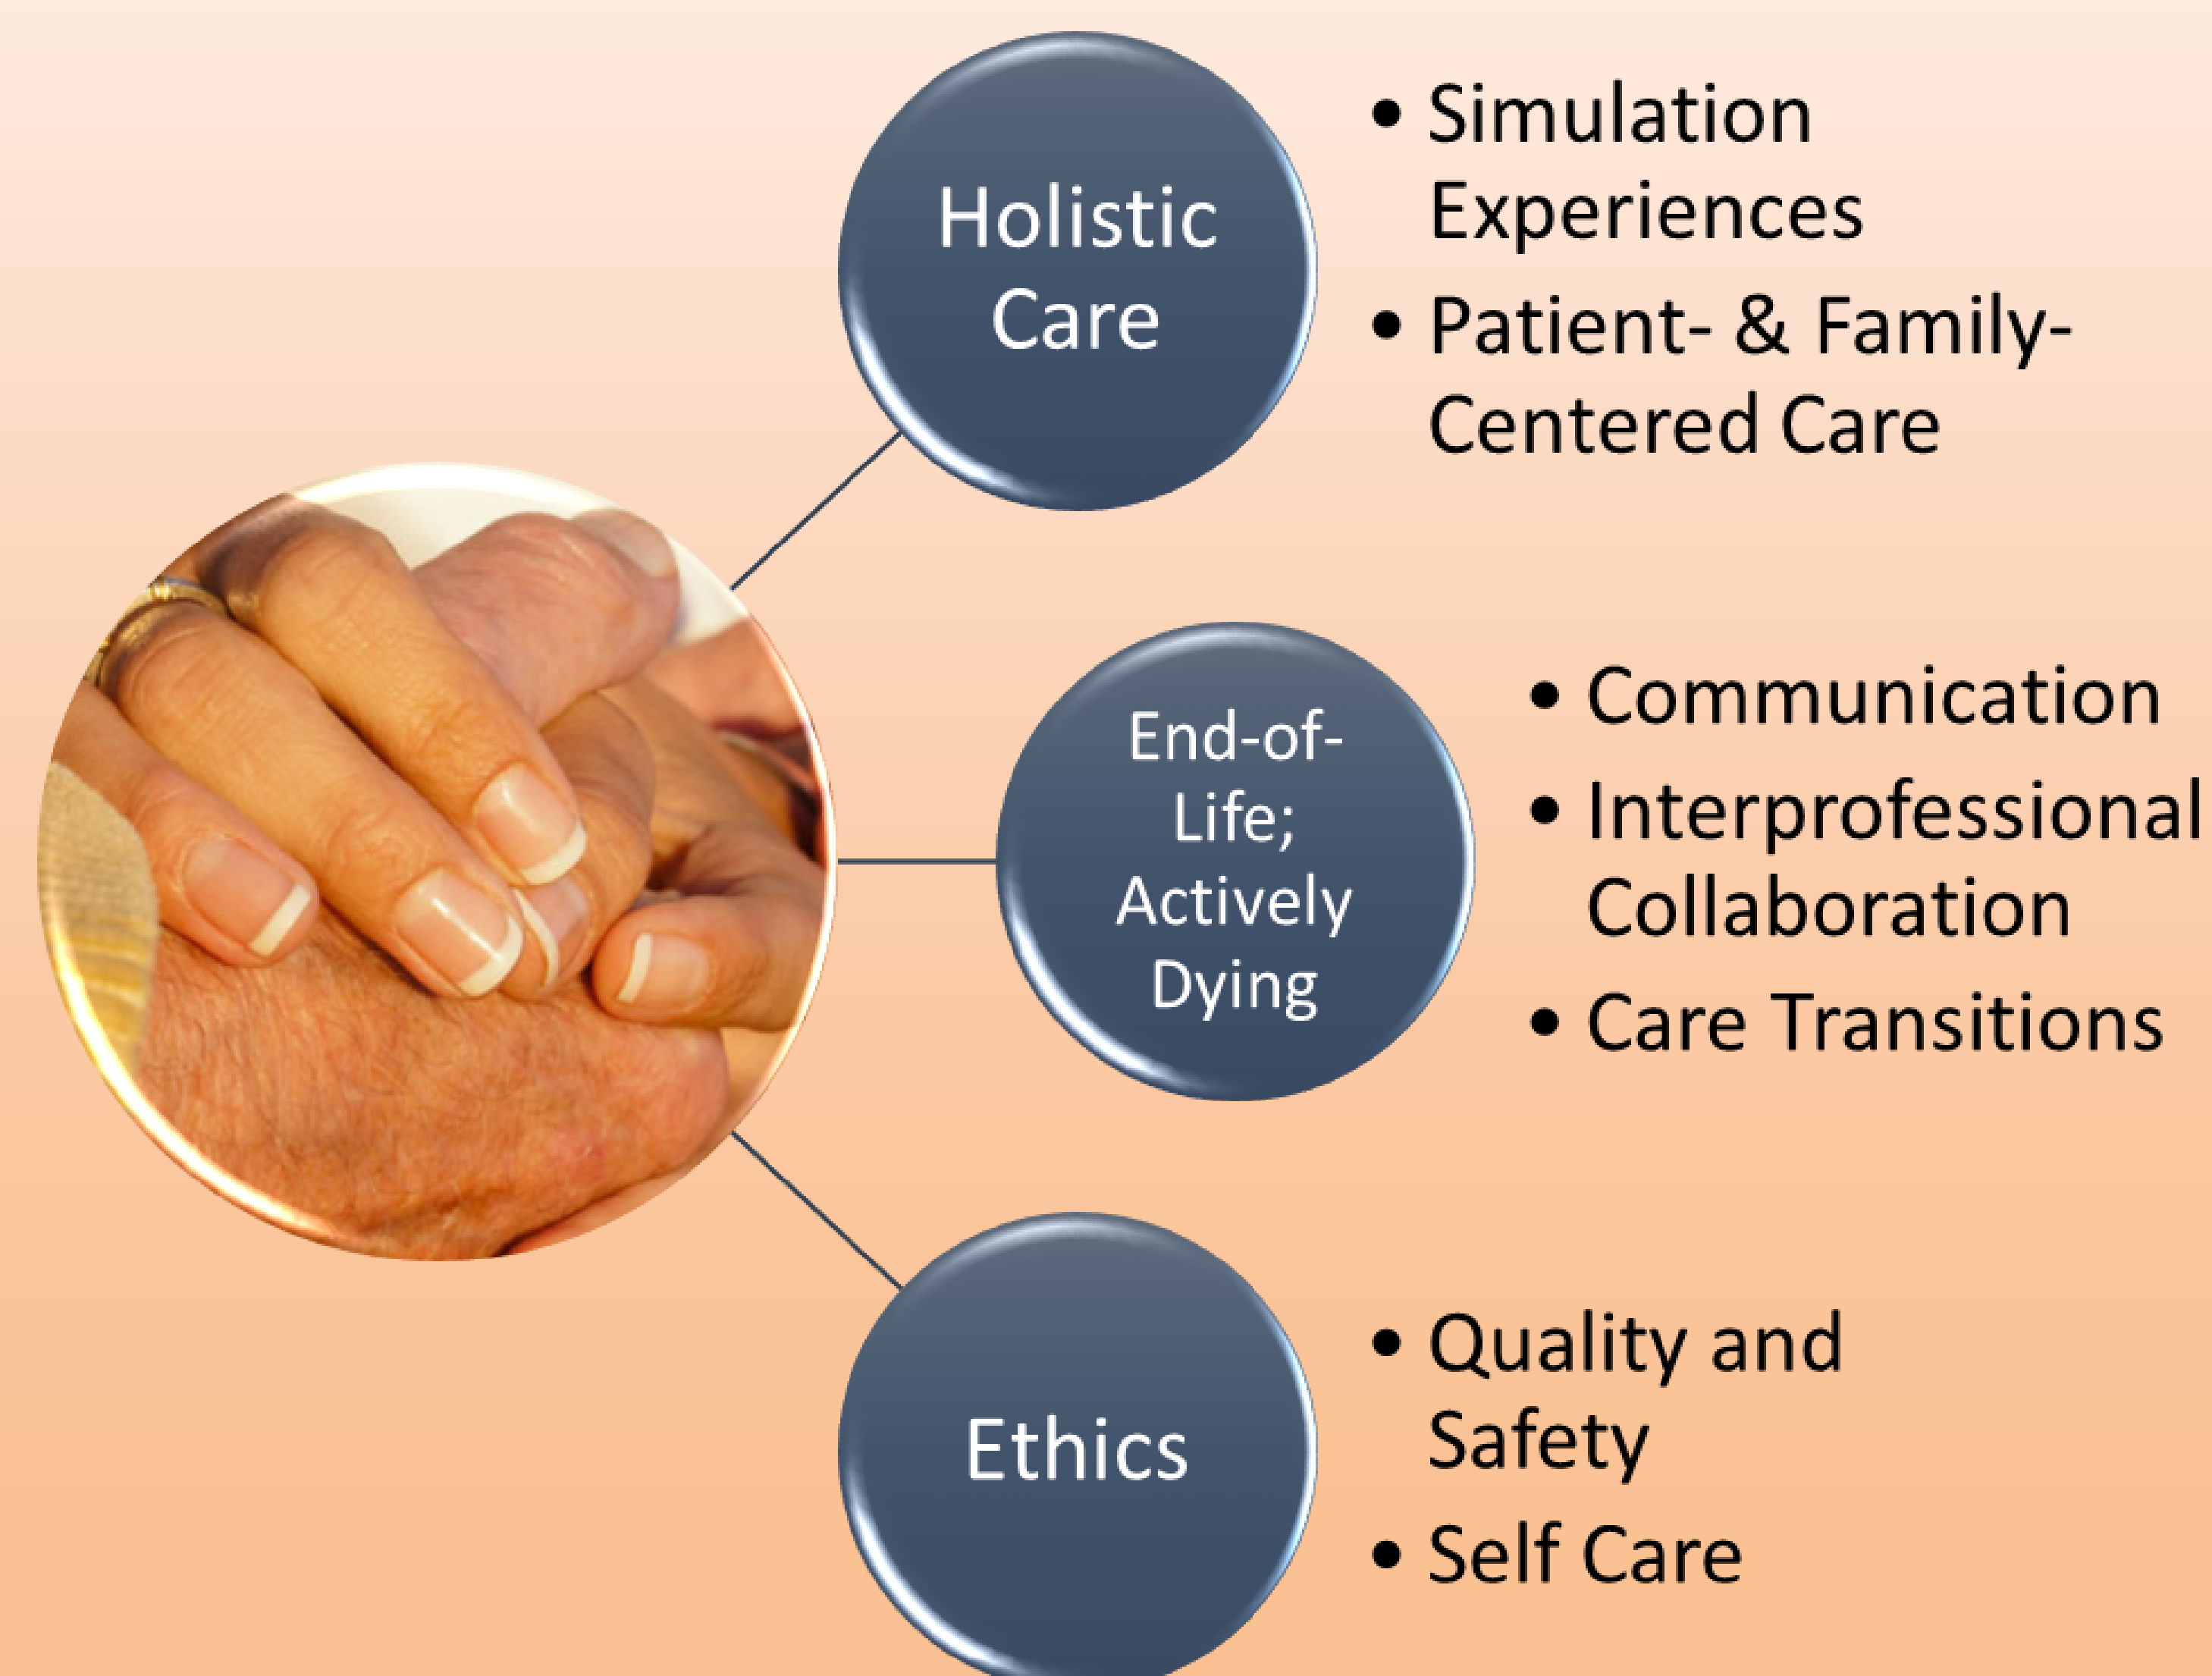 Holistic
Care
• Simulation
Experiences
• Patient- & Family-
Centered Care
End-of-
Life;
Actively
Dying
• Communication
• Interprofessional
Collaboration
• Care Transitions
Ethics
• Quality and
Safety
• Self Care